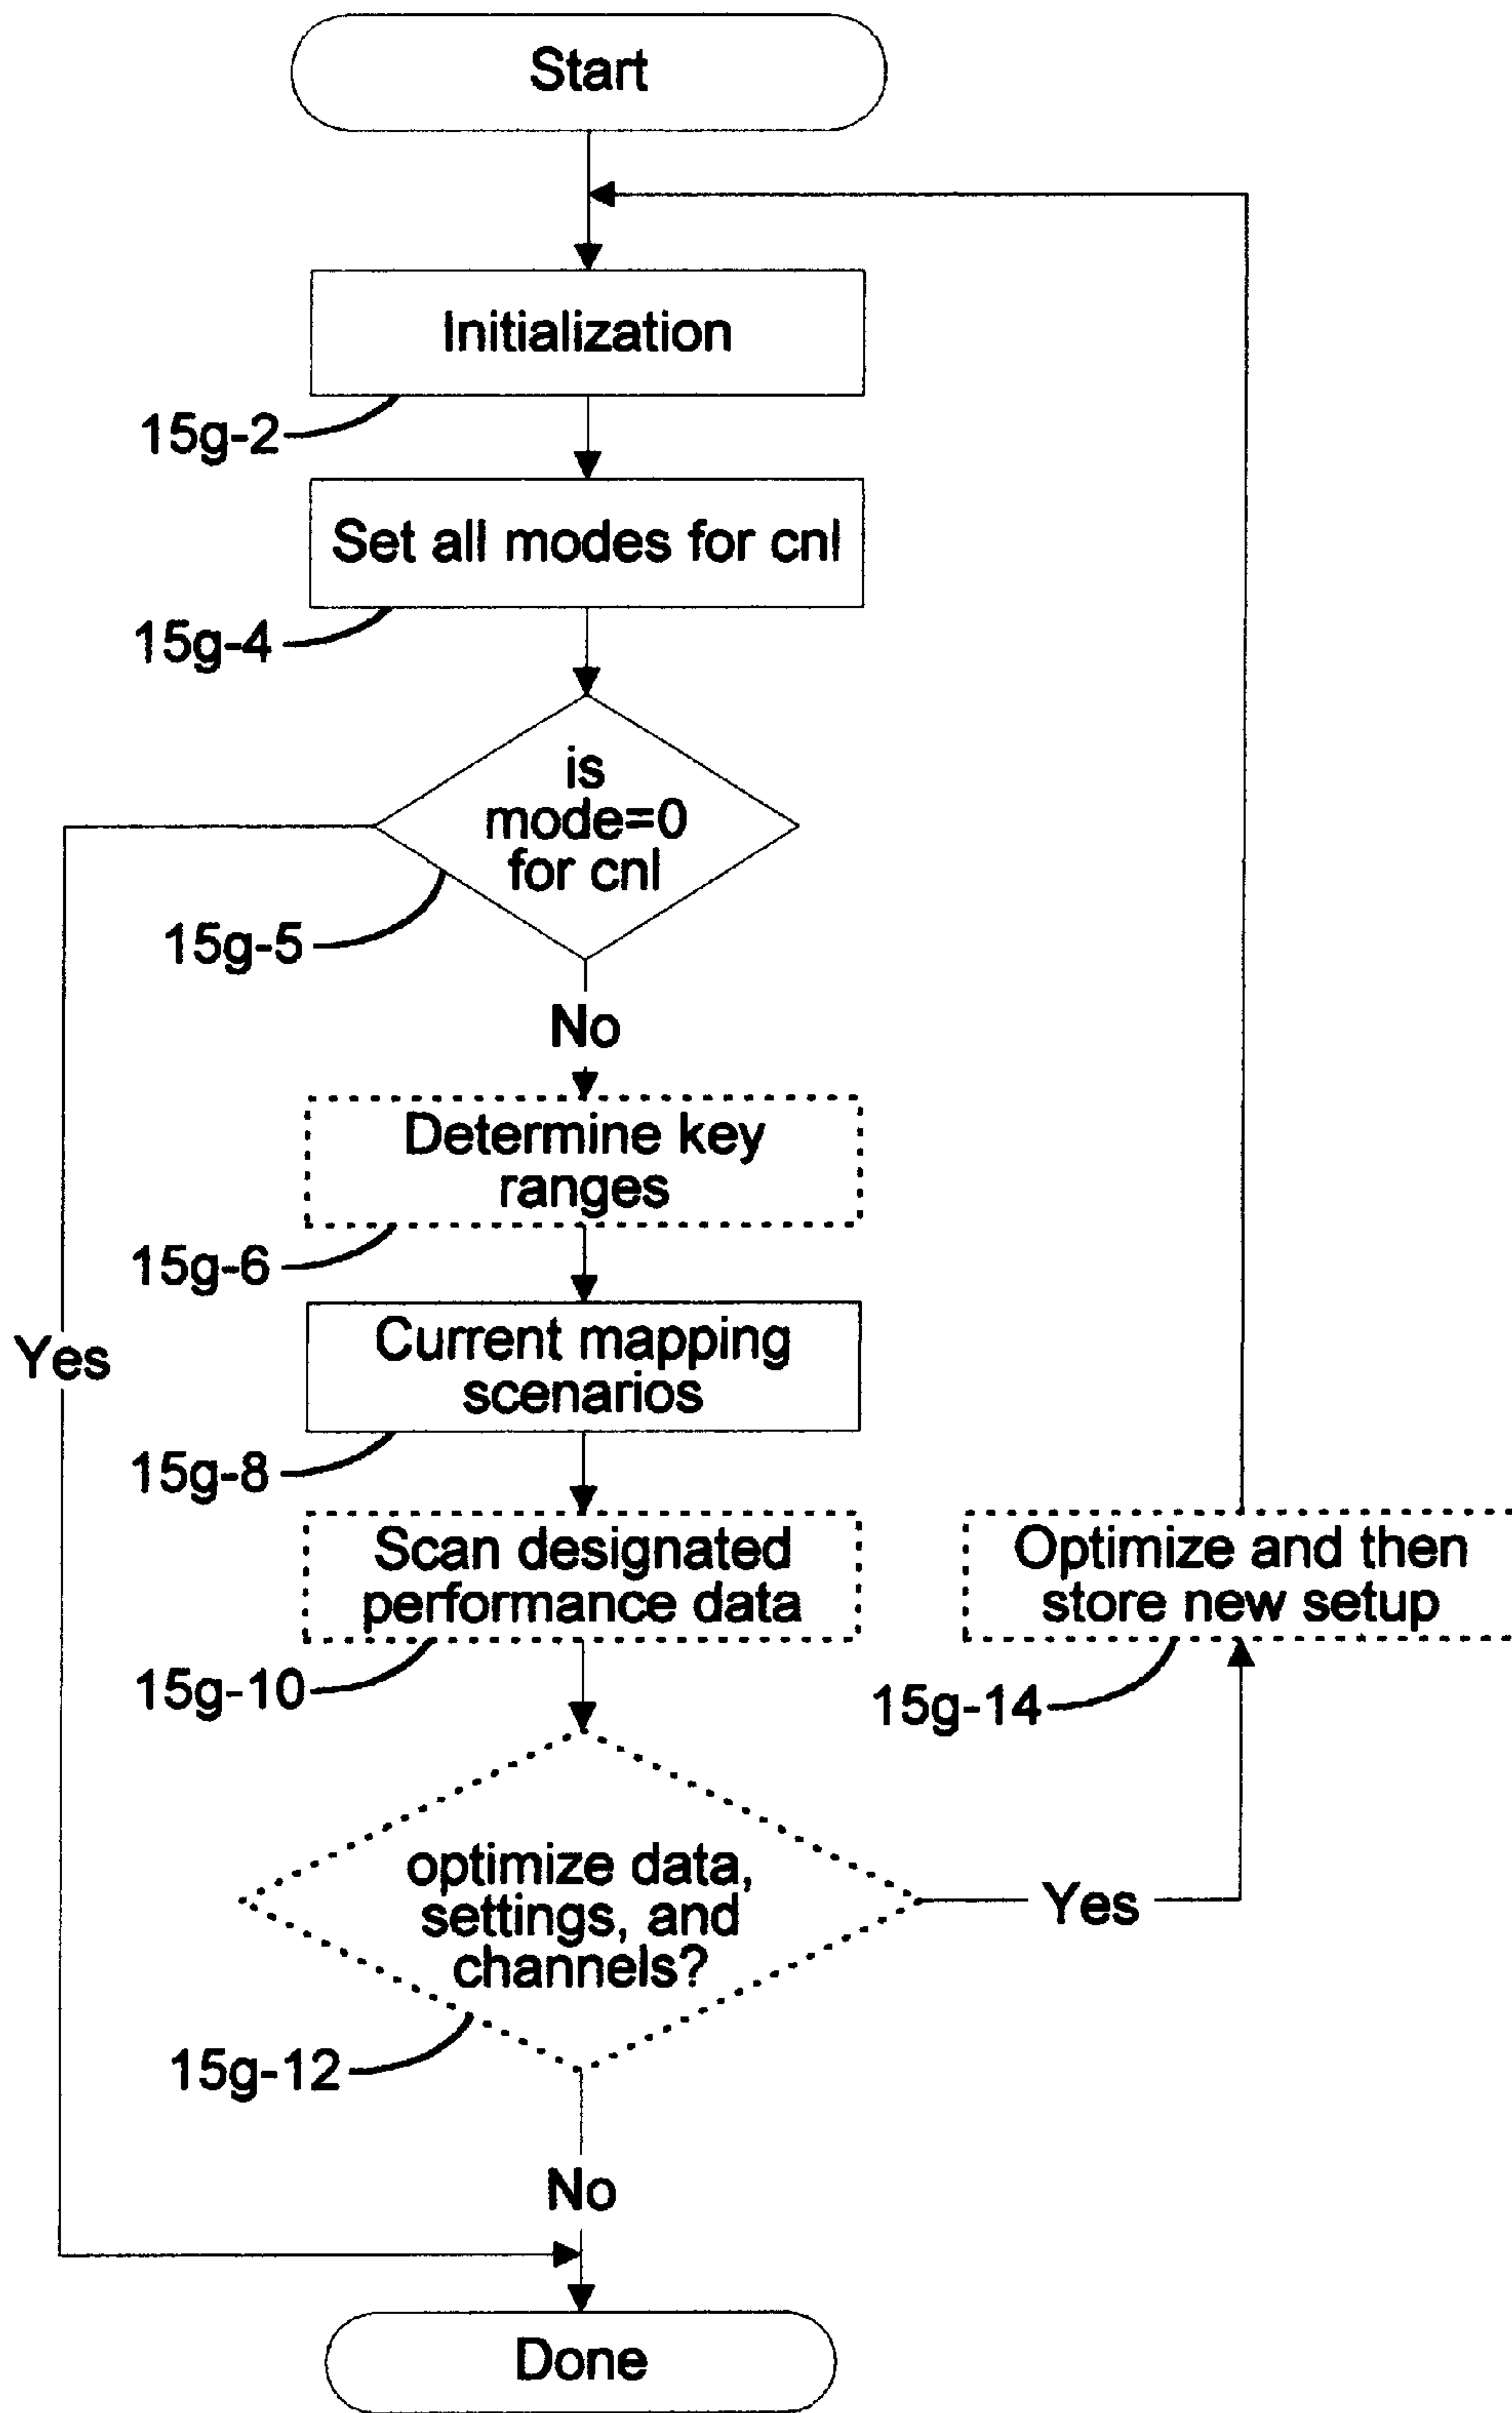 Start
Initialization
15g-2
Set all modes for cnl
15g-4
is
mode=0
for cnl
15g-5
No
Determine key
ranges
15g-6
Yes
Current mapping
scenarios
15g-8
Scan designated
performance data
15g-10
Optimize and then
store new setup
15g-14
optimize data,
settings, and
channels?
Yes
15g-12
No
Done